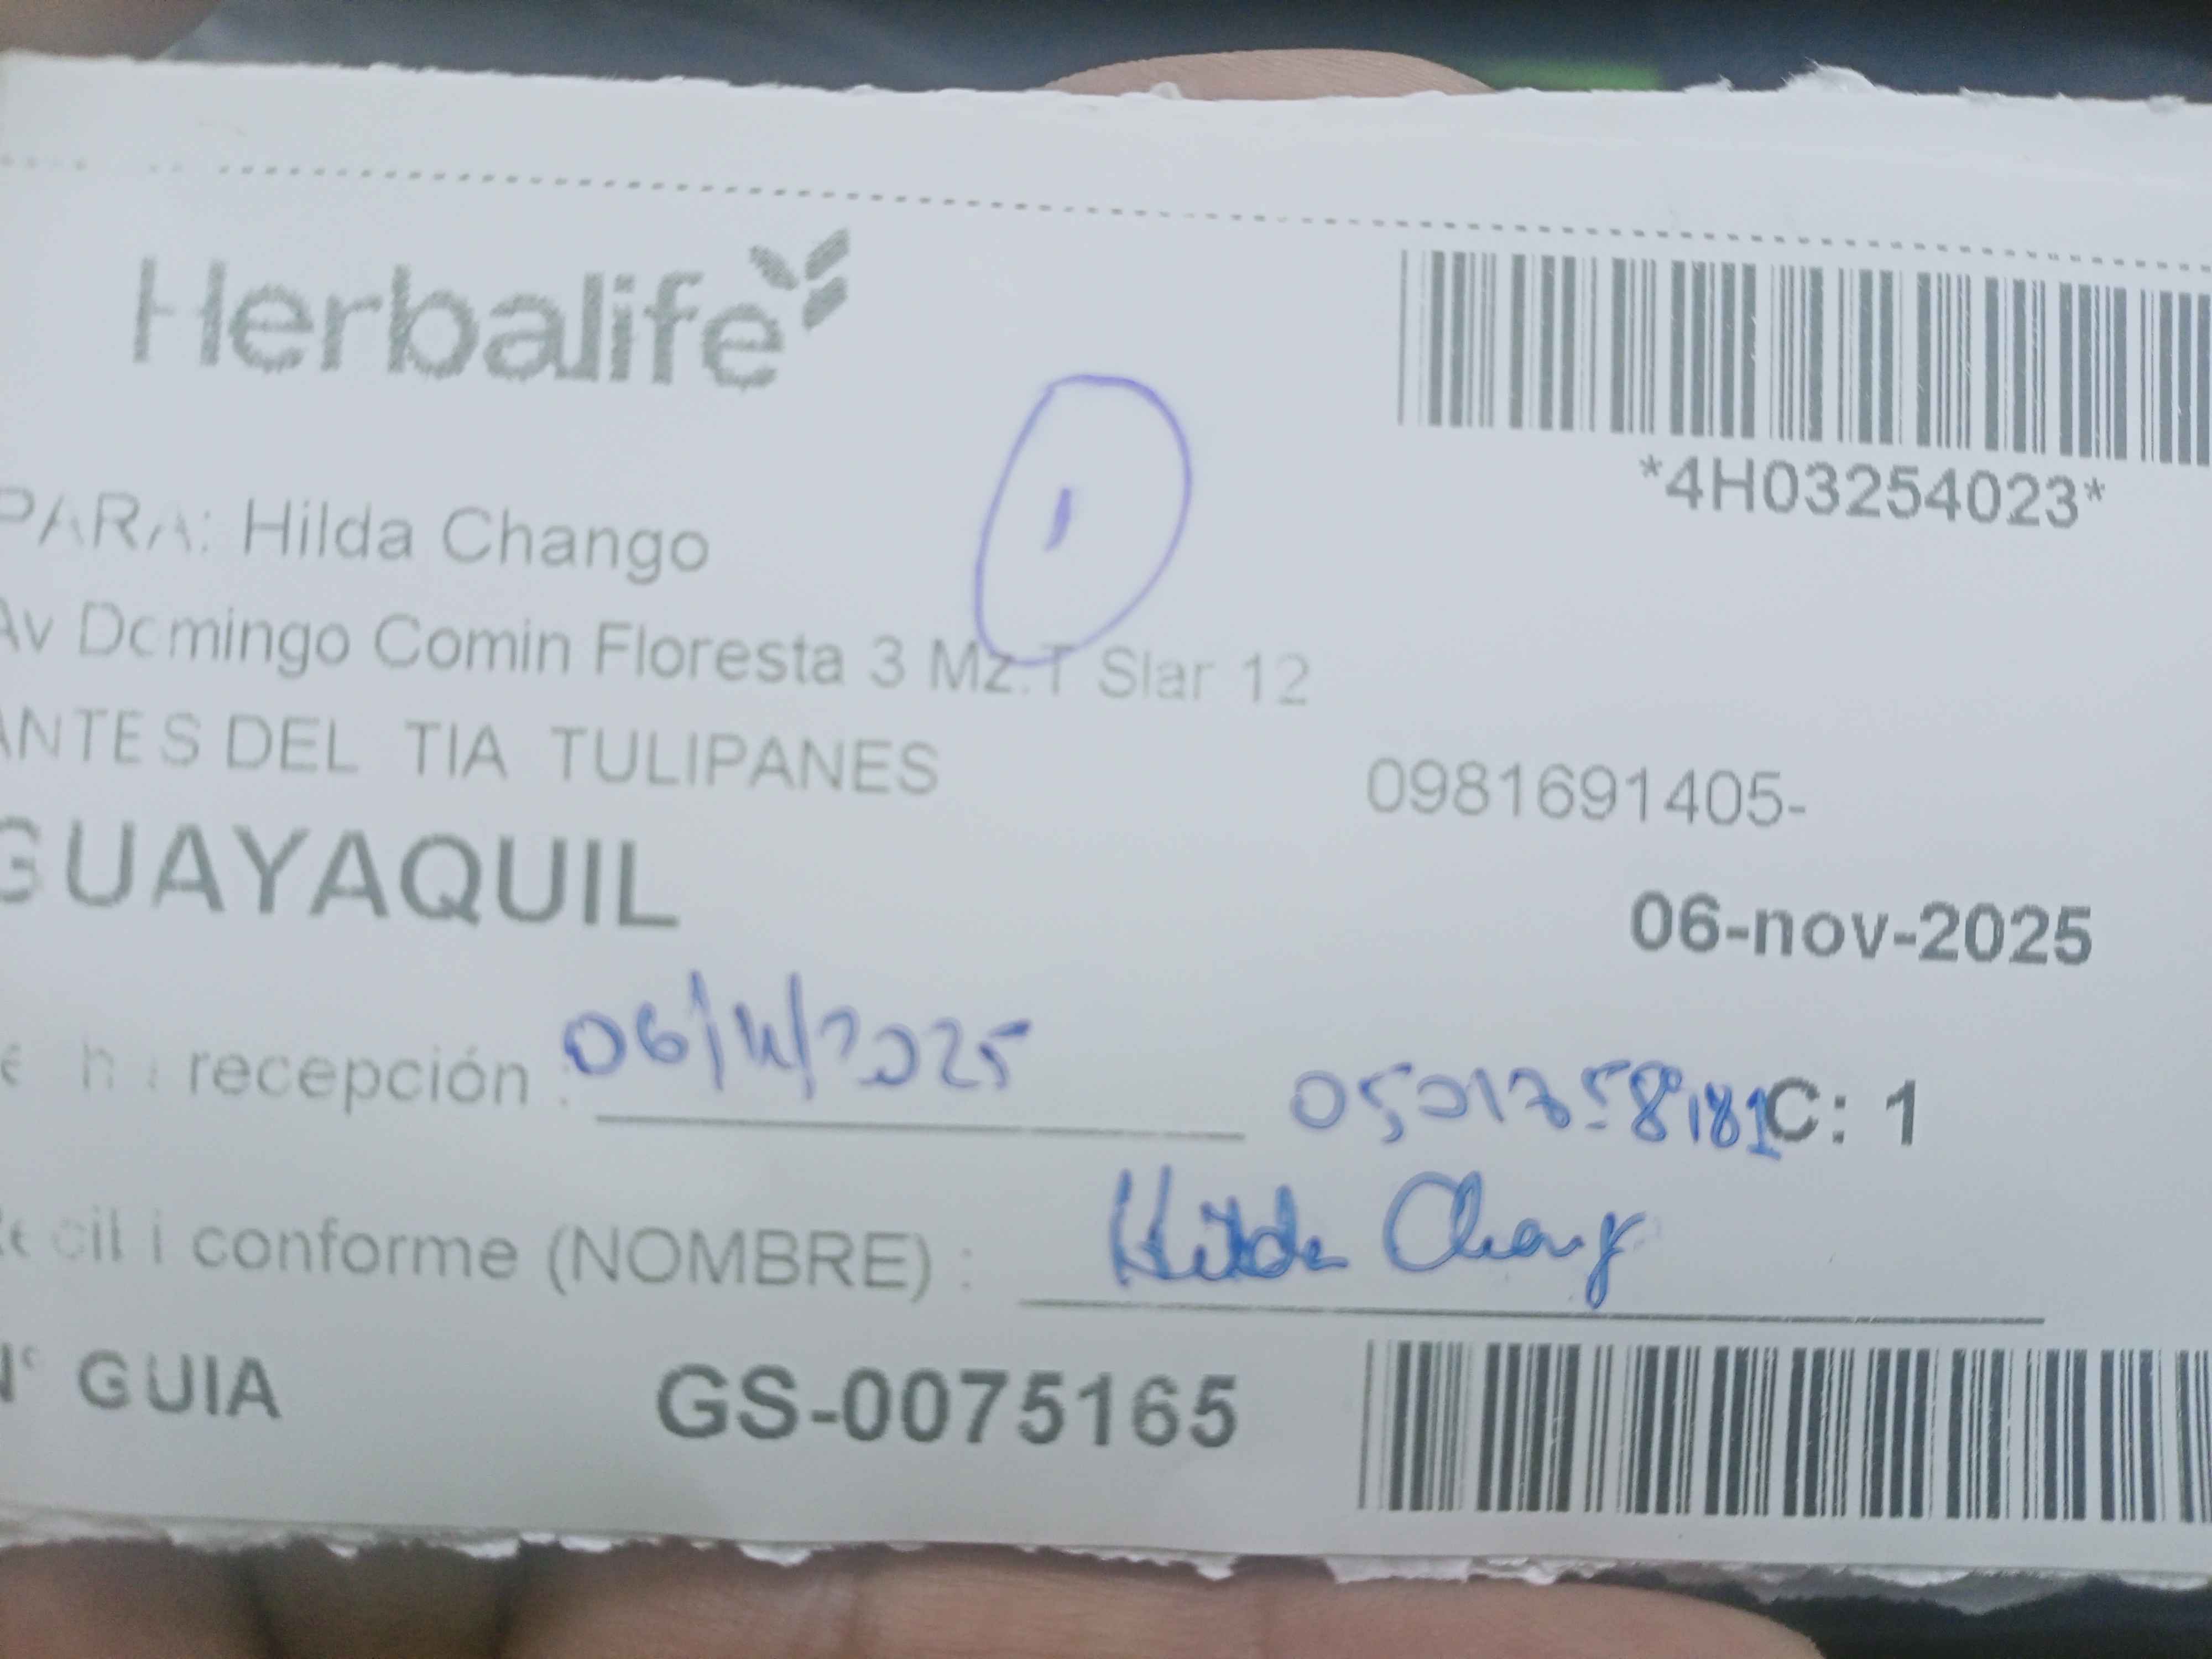 Herbalife
*4H03254023*
1
PARA: Hilda Chango
Av Domingo Comin Floresta 3 Mz.T Slar 12
ANTES DEL TIA TULIPANES
0981691405-
GUAYAQUIL
06-nov-2025
recepción : 06/11/2025
0501758181 C: 1
conforme (NOMBRE) : Hilda Chang
N° GUIA GS-0075165